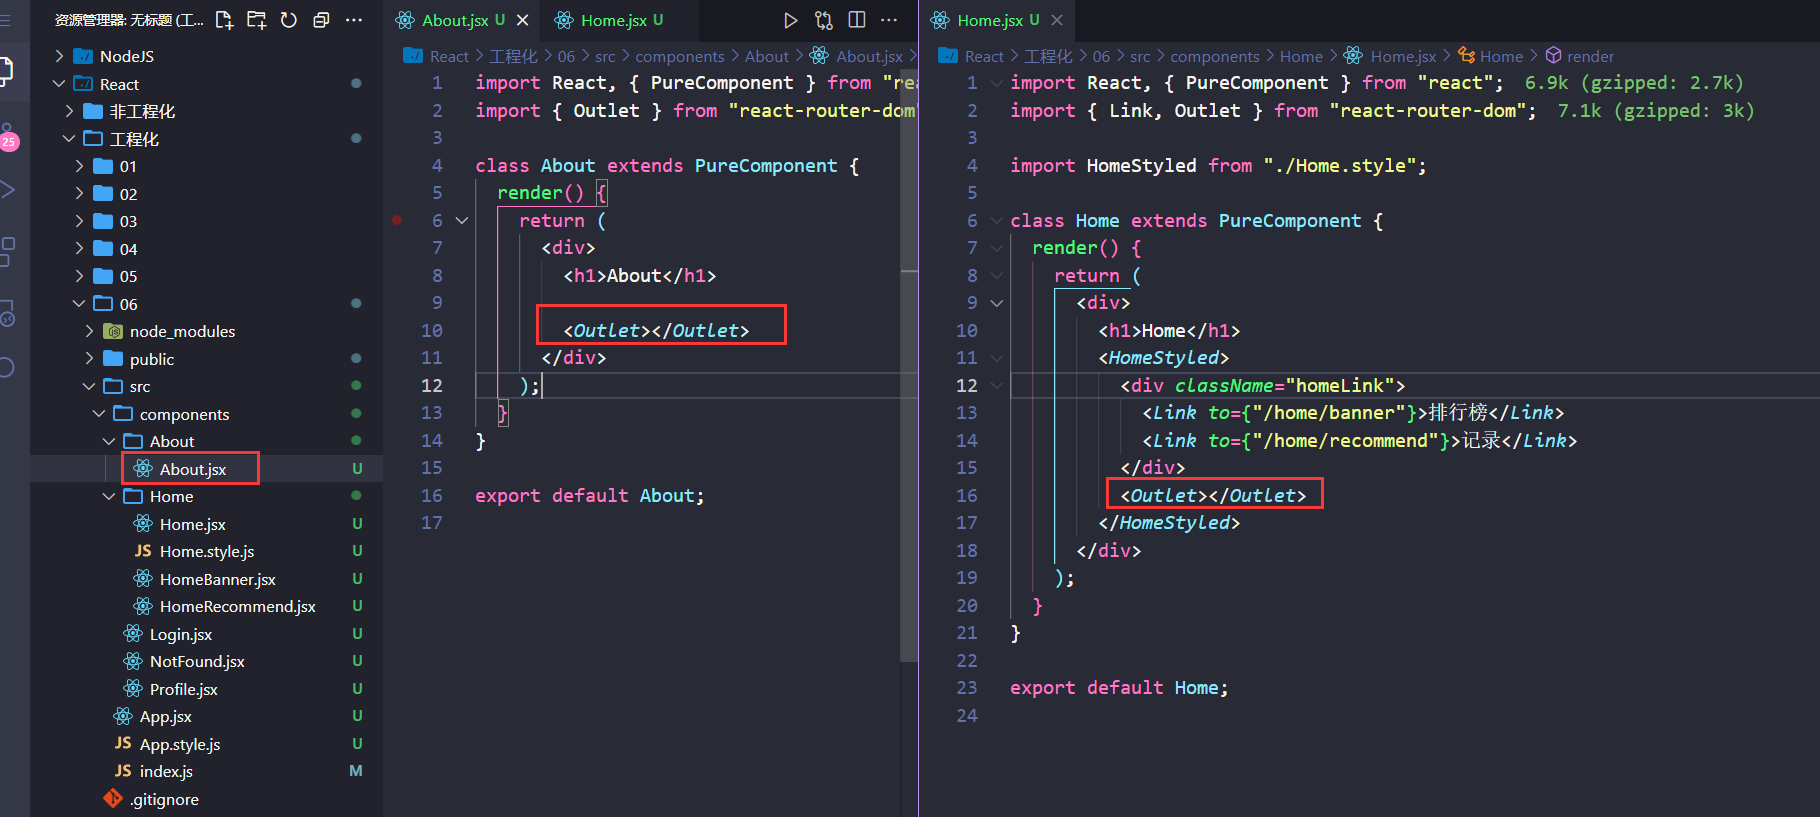 资源管理器: 无标题 (工...
NodeJS
React
非工程化
工程化
01
02
03
04
05
06
node_modules
public
src
components
About
About.jsx U
Home
Home.jsx U
JS Home.style.js U
HomeBanner.jsx U
HomeRecommend.jsx U
Login.jsx U
NotFound.jsx U
Profile.jsx U
App.jsx U
JS App.style.js U
JS index.js M
.gitignore
25
About.jsx U
Home.jsx U
React > 工程化 > 06 > src > components > About > About.jsx >
1 import React, { PureComponent } from "rea
2 import { Outlet } from "react-router-dom"
3
4 class About extends PureComponent {
5 render() {
6 return (
7 <div>
8 <h1>About</h1>
9
10 <Outlet></Outlet>
11 </div>
12 );
13 }
14 }
15
16 export default About;
17
Home.jsx U
React > 工程化 > 06 > src > components > Home > Home.jsx > Home > render
1 import React, { PureComponent } from "react"; 6.9k (gzipped: 2.7k)
2 import { Link, Outlet } from "react-router-dom"; 7.1k (gzipped: 3k)
3
4 import HomeStyled from "./Home.style";
5
6 class Home extends PureComponent {
7 render() {
8 return (
9 <div>
10 <h1>Home</h1>
11 <HomeStyled>
12 <div className="homeLink">
13 <Link to={"/home/banner"}>排行榜</Link>
14 <Link to={"/home/recommend"}>记录</Link>
15 </div>
16 <Outlet></Outlet>
17 </HomeStyled>
18 </div>
19 );
20 }
21 }
22
23 export default Home;
24